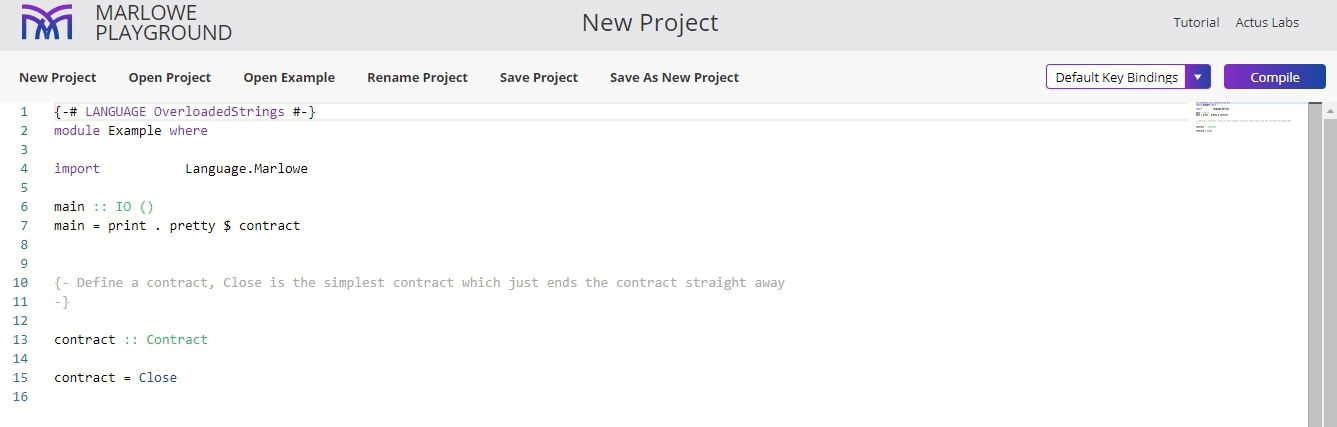 MARLOWE
PLAYGROUND
New Project
Tutorial Actus Labs
New Project Open Project Open Example Rename Project Save Project Save As New Project Default Key Bindings Compile
1 {-# LANGUAGE OverloadedStrings #-}
2 module Example where
3
4 import           Language.Marlowe
5
6 main :: IO ()
7 main = print . pretty $ contract
8
9
10 {- Define a contract, Close is the simplest contract which just ends the contract straight away
11 -}
12
13 contract :: Contract
14
15 contract = Close
16